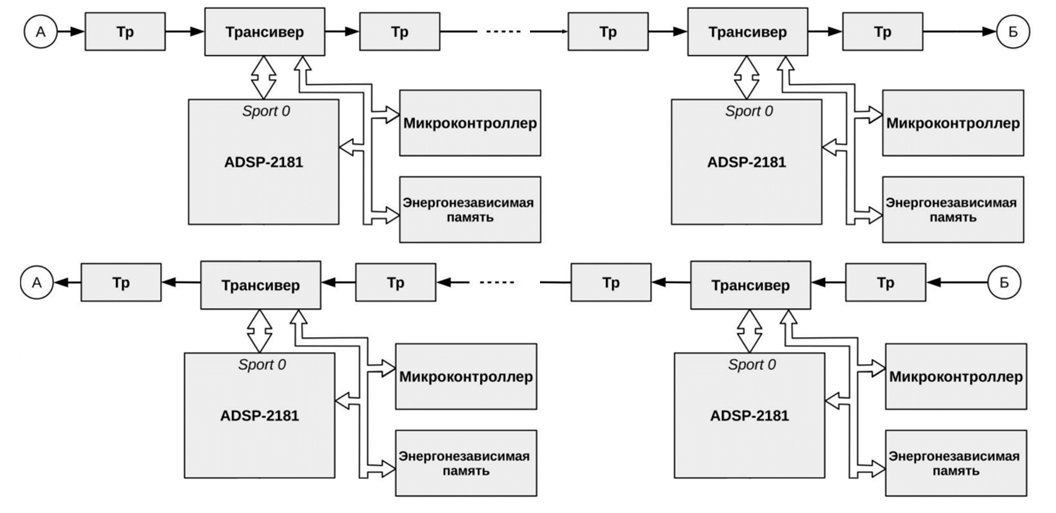 А Тр Трансивер Тр Тр Трансивер Тр Б
Sport 0 Sport 0
Микроконтроллер Микроконтроллер
ADSP-2181 ADSP-2181
Энергонезависимая Энергонезависимая
память память
А Тр Трансивер Тр Тр Трансивер Тр Б
Sport 0 Sport 0
Микроконтроллер Микроконтроллер
ADSP-2181 ADSP-2181
Энергонезависимая Энергонезависимая
память память